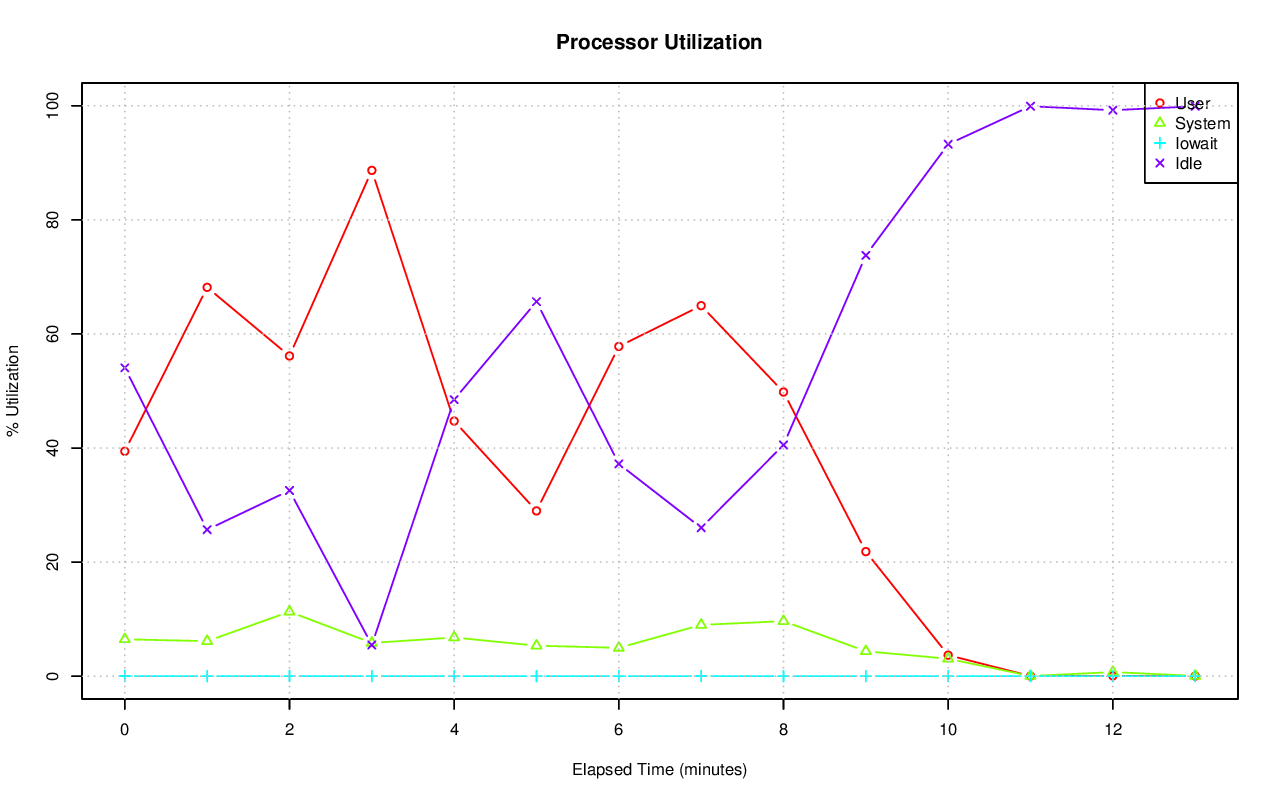 Processor Utilization
% Utilization
100
80
60
40
20
0
User
System
Iowait
Idle
0 2 4 6 8 10 12
Elapsed Time (minutes)